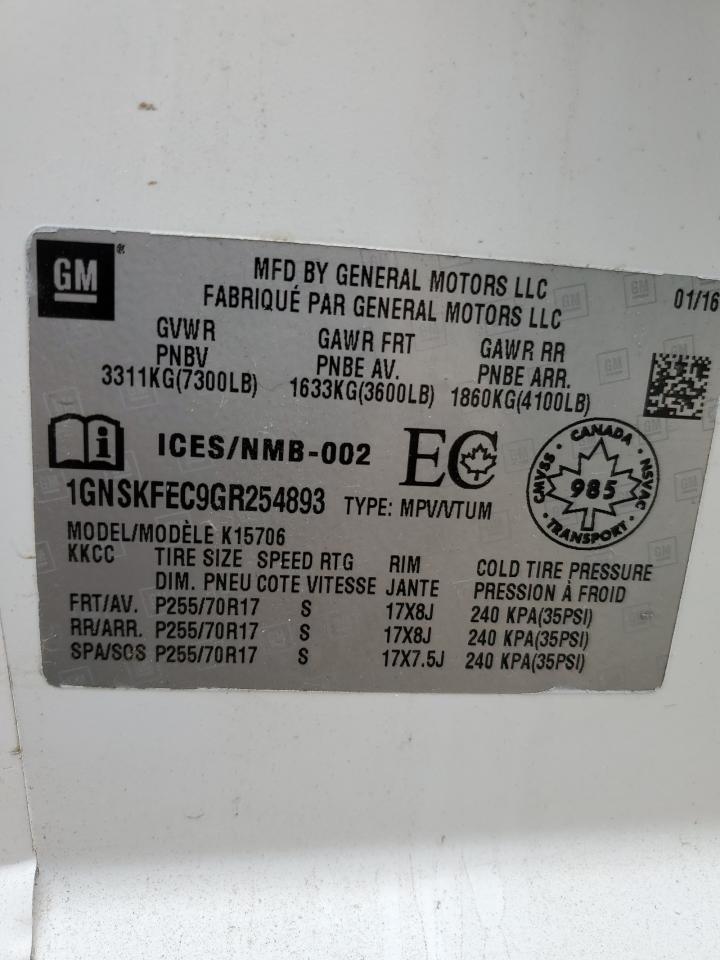 GM®
MFD BY GENERAL MOTORS LLC
FABRIQUÉ PAR GENERAL MOTORS LLC
01/16
GVWR GAWR FRT GAWR RR
PNBV PNBE AV. PNBE ARR.
3311KG(7300LB) 1633KG(3600LB) 1860KG(4100LB)
i ICES/NMB-002 EC
CANADA
CMVSS 985 NSVAC
TRANSPORT
1GNSKFEC9GR254893 TYPE: MPV/VTUM
MODEL/MODÈLE K15706
KKCC TIRE SIZE SPEED RTG RIM COLD TIRE PRESSURE
DIM. PNEU COTE VITESSE JANTE PRESSION À FROID
FRT/AV. P255/70R17 S 17X8J 240 KPA(35PSI)
RR/ARR. P255/70R17 S 17X8J 240 KPA(35PSI)
SPA/SCS P255/70R17 S 17X7.5J 240 KPA(35PSI)